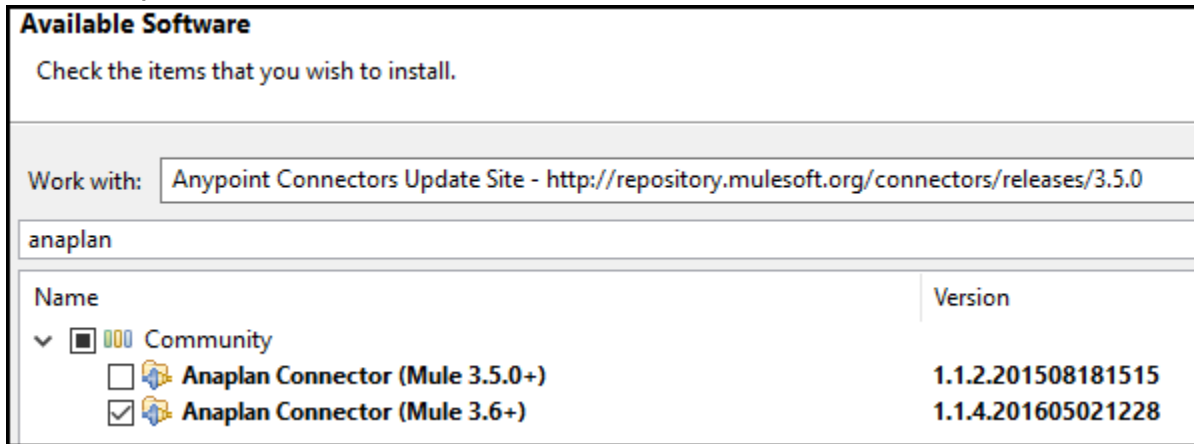 Available Software
Check the items that you wish to install.
Work with: Anypoint Connectors Update Site - http://repository.mulesoft.org/connectors/releases/3.5.0
anaplan
Name Version
Community
Anaplan Connector (Mule 3.5.0+) 1.1.2.201508181515
Anaplan Connector (Mule 3.6+) 1.1.4.201605021228